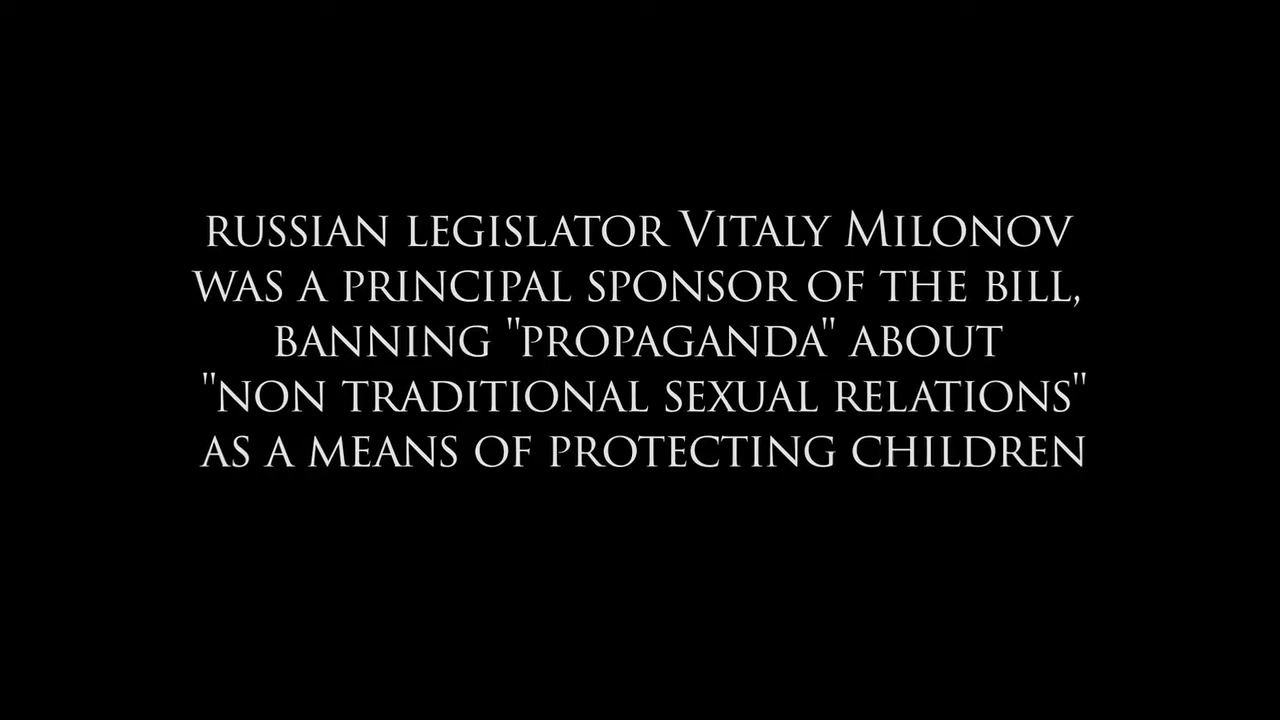 RUSSIAN LEGISLATOR VITALY MILONOV
WAS A PRINCIPAL SPONSOR OF THE BILL,
BANNING "PROPAGANDA" ABOUT
"NON TRADITIONAL SEXUAL RELATIONS"
AS A MEANS OF PROTECTING CHILDREN